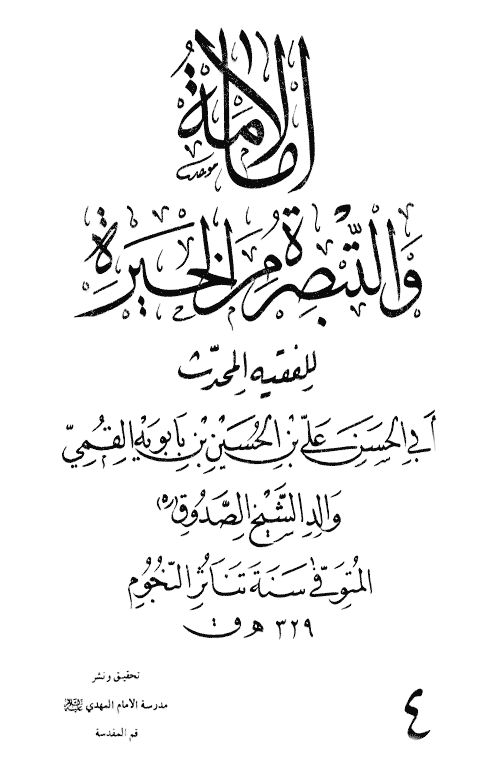 الإمامة
والتبصرة من الحيرة
للفقيه المحدّث
أبي الحسن علي بن الحسين بن بابويه القمي
والد الشيخ الصدوق (ره)
المتوفى سنة تناثر النجوم
٣٢٩ هـ ق
تحقيق ونشر
مدرسة الامام المهدي عليه السلام
قم المقدسة
٤